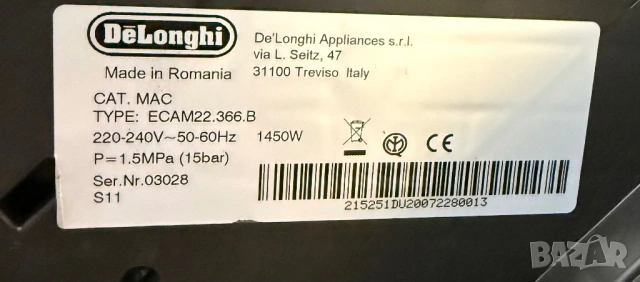 DeLonghi
De'Longhi Appliances s.r.l.
via L. Seitz, 47
Made in Romania
31100 Treviso Italy
CAT. MAC
TYPE: ECAM22.366.B
220-240V~50-60Hz 1450W
P=1.5MPa (15bar)
Ser.Nr.03028
S11
CE
215251DU20072280013
BAZAR